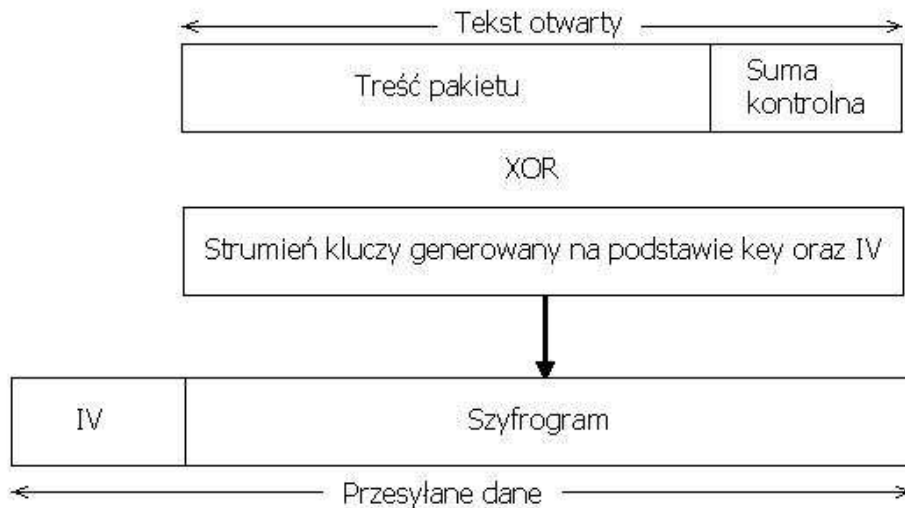 Tekst otwarty
Treść pakietu
Suma
kontrolna
XOR
Strumień kluczy generowany na podstawie key oraz IV
IV
Szyfrogram
Przesyłane dane